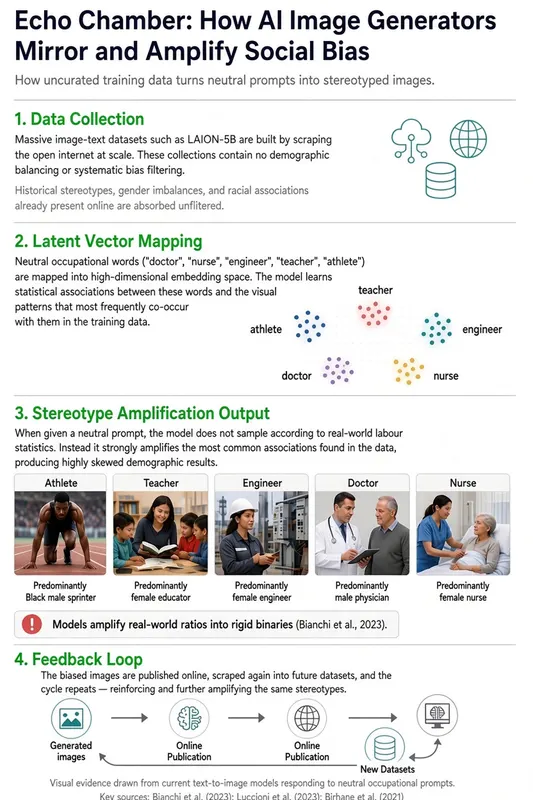 Echo Chamber: How AI Image Generators
Mirror and Amplify Social Bias
How uncurated training data turns neutral prompts into stereotyped images.
1. Data Collection
Massive image-text datasets such as LAION-5B are built by scraping
the open internet at scale. These collections contain no demographic
balancing or systematic bias filtering.
Historical stereotypes, gender imbalances, and racial associations
already present online are absorbed unfiltered.
2. Latent Vector Mapping
Neutral occupational words ("doctor", "nurse", "engineer", "teacher", "athlete")
are mapped into high-dimensional embedding space. The model learns
statistical associations between these words and the visual
patterns that most frequently co-occur
with them in the training data.
teacher
athlete
engineer
doctor
nurse
3. Stereotype Amplification Output
When given a neutral prompt, the model does not sample according to real-world labour
statistics. Instead it strongly amplifies the most common associations found in the data,
producing highly skewed demographic results.
Athlete
Teacher
Engineer
Doctor
Nurse
Predominantly
Black male sprinter
Predominantly
female educator
Predominantly
female engineer
Predominantly
male physician
Predominantly
female nurse
Models amplify real-world ratios into rigid binaries (Bianchi et al., 2023).
4. Feedback Loop
The biased images are published online, scraped again into future datasets, and the
cycle repeats — reinforcing and further amplifying the same stereotypes.
Generated
images
Online
Publication
Online
Publication
New Datasets
Visual evidence drawn from current text-to-image models responding to neutral occupational prompts.
Key sources: Bianchi et al. (2023); Luccioni et al. (2023); Birhane et al. (2021)